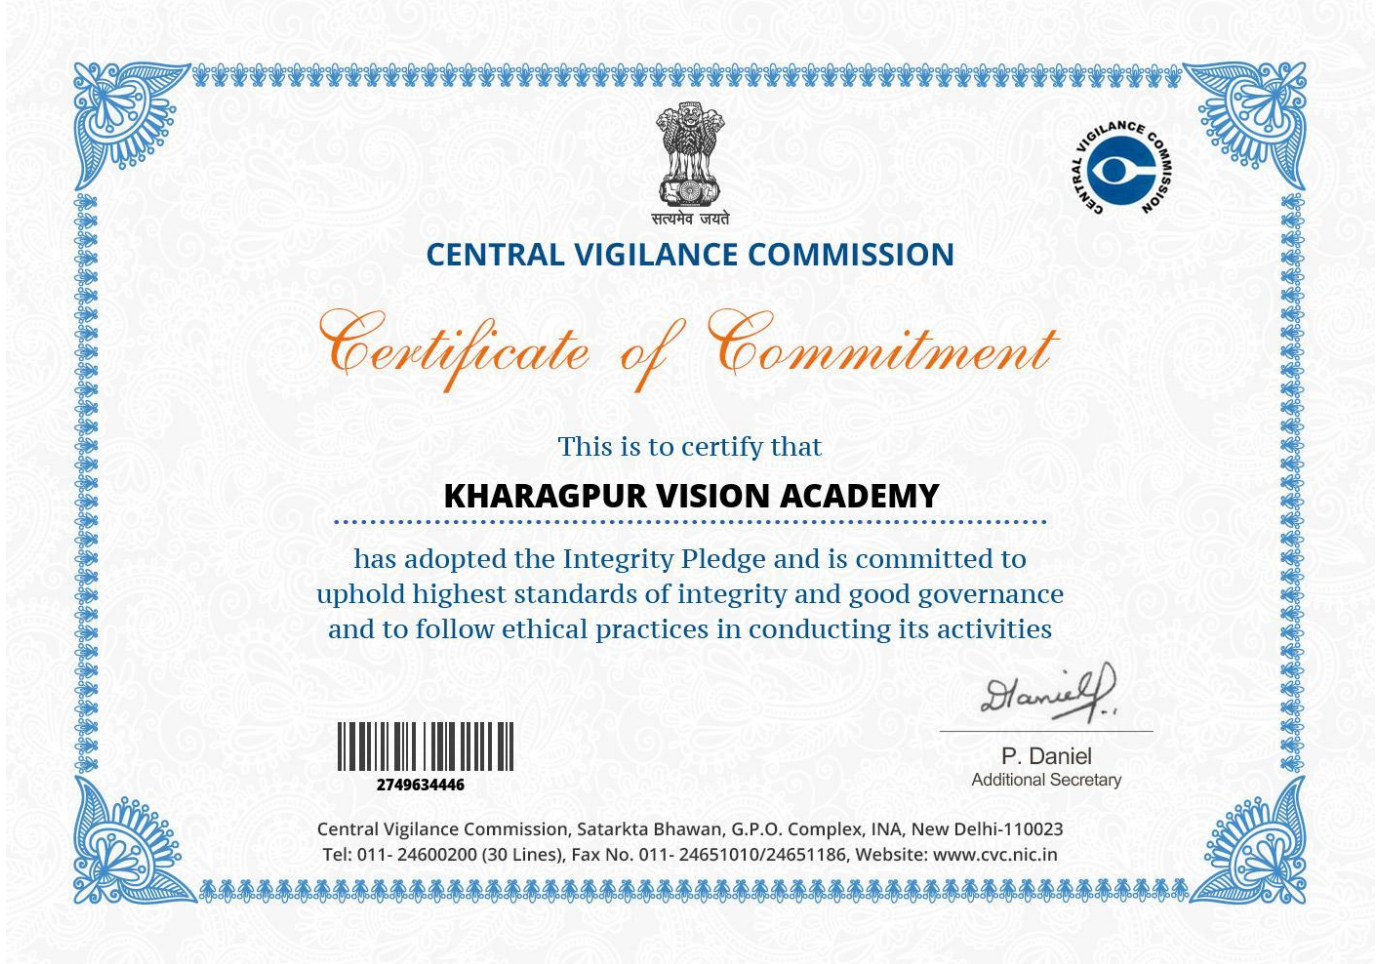 सत्यमेव जयते
CENTRAL VIGILANCE COMMISSION
CENTRAL VIGILANCE COMMISSION
Certificate of Commitment
This is to certify that
KHARAGPUR VISION ACADEMY
has adopted the Integrity Pledge and is committed to
uphold highest standards of integrity and good governance
and to follow ethical practices in conducting its activities
DanielP..
P. Daniel
Additional Secretary
2749634446
Central Vigilance Commission, Satarkta Bhawan, G.P.O. Complex, INA, New Delhi-110023
Tel: 011- 24600200 (30 Lines), Fax No. 011- 24651010/24651186, Website: www.cvc.nic.in